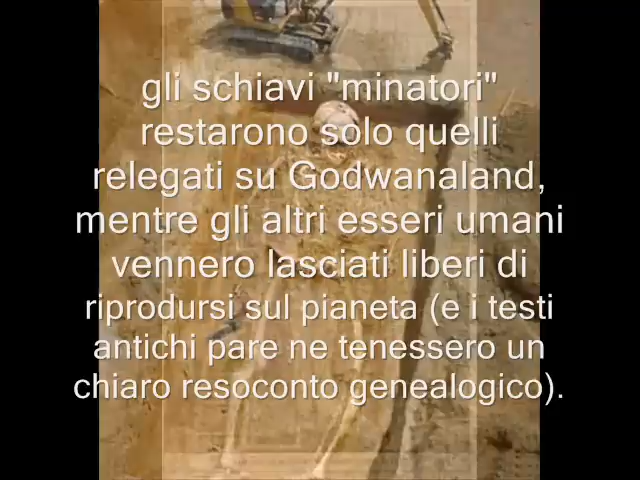 gli schiavi "minatori"
restarono solo quelli
relegati su Godwanaland,
mentre gli altri esseri umani
vennero lasciati liberi di
riprodursi sul pianeta (e i testi
antichi pare ne tenessero un
chiaro resoconto genealogico).